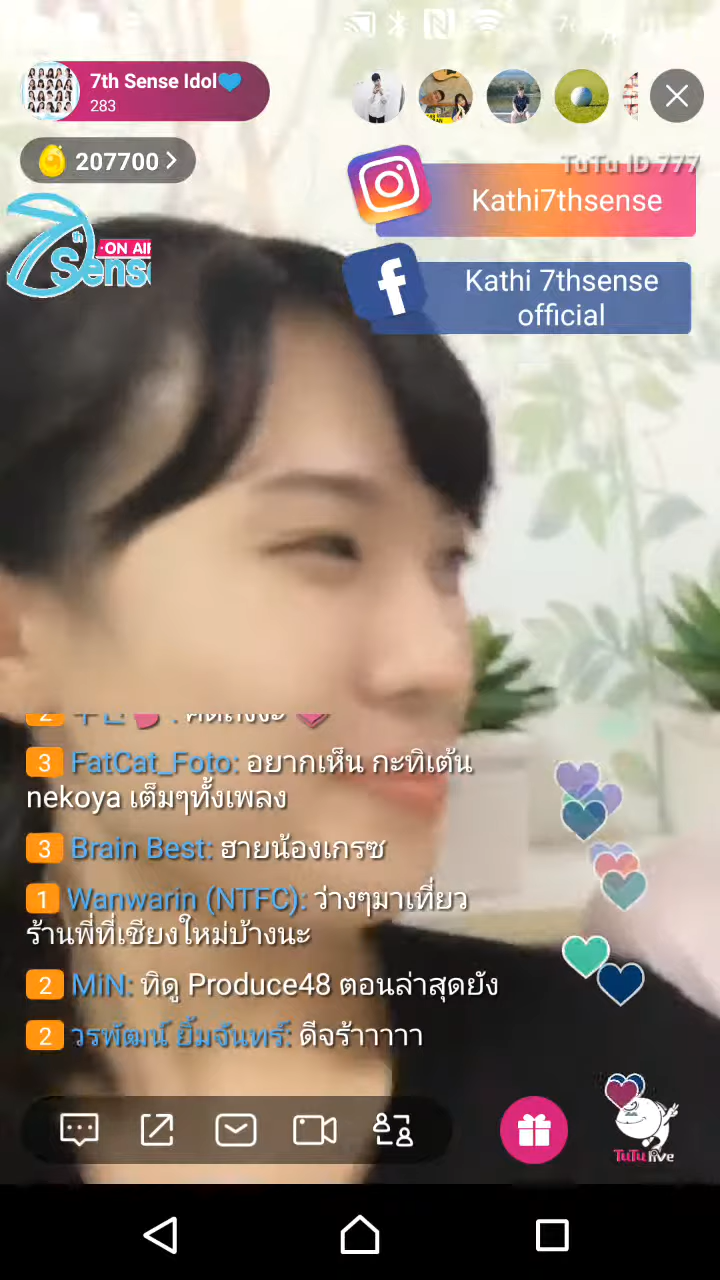 7th Sense Idol
283
207700
TuTu ID 777
Kathi7thsense
7th
Sense
ON AIR
Kathi 7thsense
official
3 FatCat_Foto: อยากเห็น กะทิเต้น
nekoya เต็มๆทั้งเพลง
3 Brain Best: ฮายน้องเกรซ
1 Wanwarin (NTFC): ว่างๆมาเที่ยว
ร้านพี่ที่เชียงใหม่บ้างนะ
2 MiN: ทิดู Produce48 ตอนล่าสุดยัง
2 วรพัฒน์ ยิ้มจันทร์: ดีจร้าาาาา
TuTu live